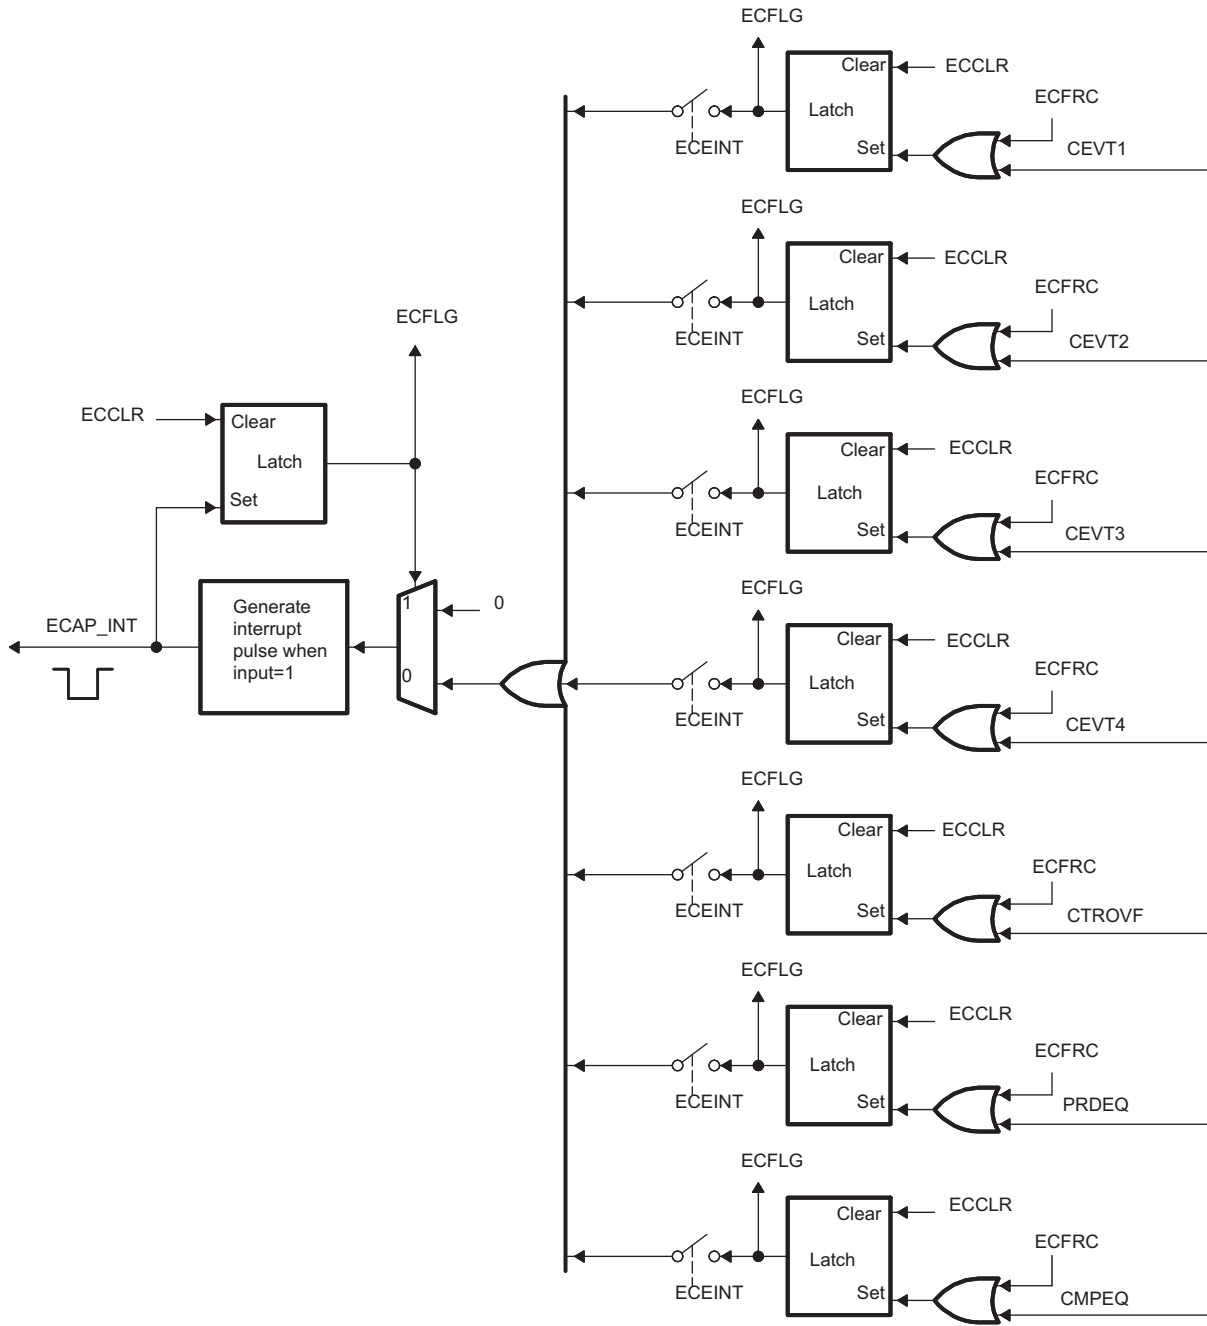 ECFLG
Clear
ECCLR
Latch
ECFRC
Set
CEVT1
ECEINT
ECFLG
Clear
ECCLR
Latch
ECFRC
Set
CEVT2
ECEINT
ECFLG
Clear
ECCLR
Latch
ECFRC
Set
CEVT3
ECEINT
ECFLG
Clear
ECCLR
Latch
ECFRC
Set
CEVT4
ECEINT
ECFLG
Clear
ECCLR
Latch
ECFRC
Set
CTROVF
ECEINT
ECFLG
Clear
ECCLR
Latch
ECFRC
Set
PRDEQ
ECEINT
ECFLG
Clear
ECCLR
Latch
ECFRC
Set
CMPEQ
ECEINT
ECFLG
ECCLR
Clear
Latch
Set
1
0
0
Generate
interrupt
pulse when
input=1
ECAP_INT